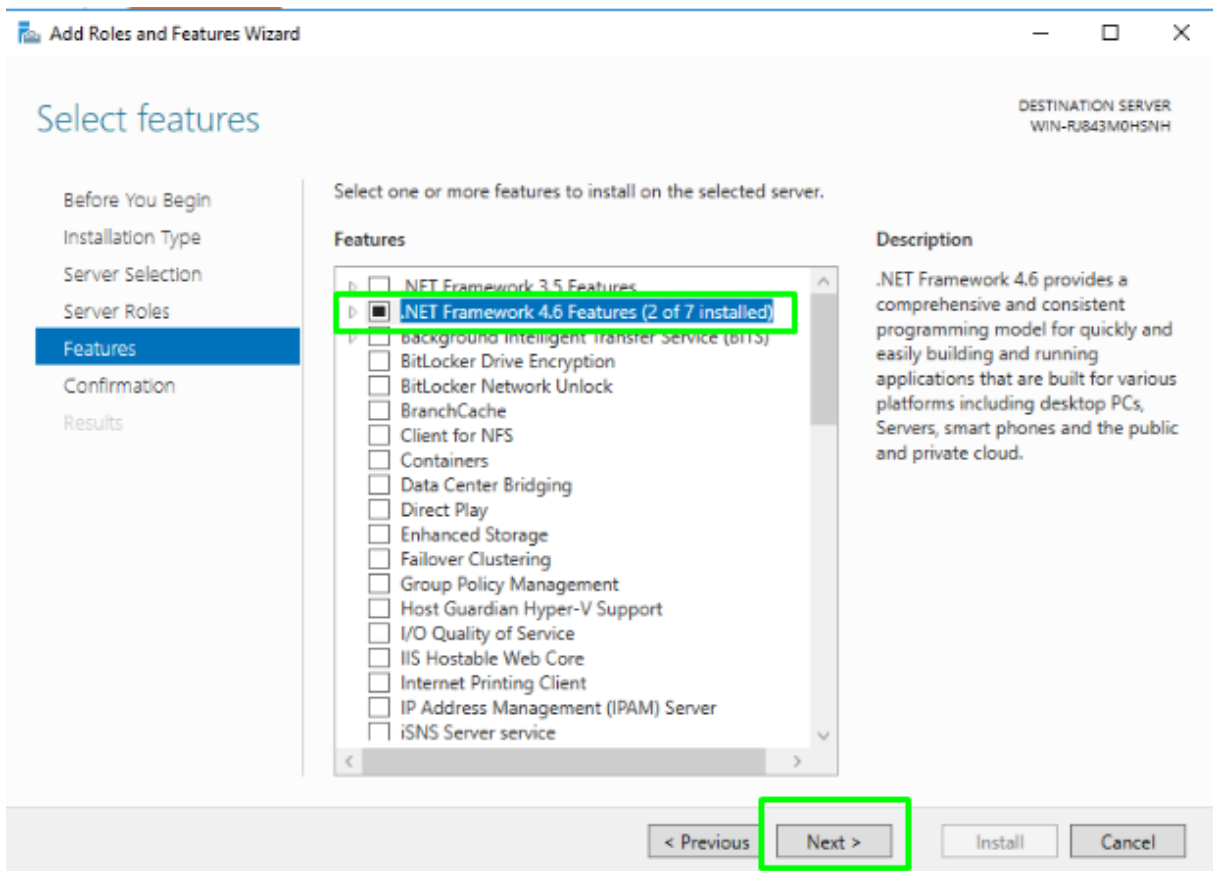 Add Roles and Features Wizard
Select features
DESTINATION SERVER
WIN-RJ843M0HSNH
Before You Begin
Installation Type
Server Selection
Server Roles
Features
Confirmation
Results
Select one or more features to install on the selected server.
Features
.NET Framework 3.5 Features
.NET Framework 4.6 Features (2 of 7 installed)
Background Intelligent Transfer Service (BITS)
BitLocker Drive Encryption
BitLocker Network Unlock
BranchCache
Client for NFS
Containers
Data Center Bridging
Direct Play
Enhanced Storage
Failover Clustering
Group Policy Management
Host Guardian Hyper-V Support
I/O Quality of Service
IIS Hostable Web Core
Internet Printing Client
IP Address Management (IPAM) Server
iSNS Server service
Description
.NET Framework 4.6 provides a
comprehensive and consistent
programming model for quickly and
easily building and running
applications that are built for various
platforms including desktop PCs,
Servers, smart phones and the public
and private cloud.
< Previous
Next >
Install
Cancel